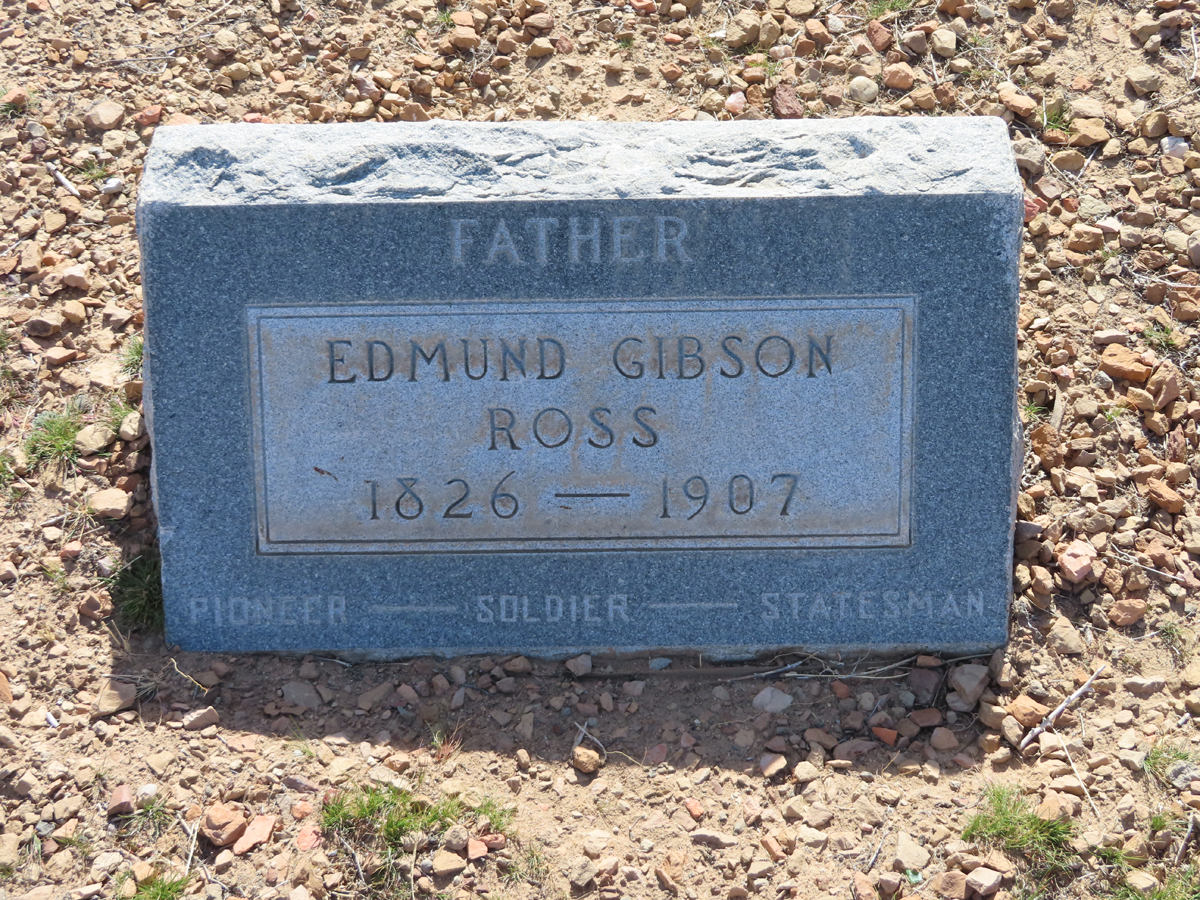 FATHER
EDMUND GIBSON
ROSS
1826 — 1907
PIONEER — SOLDIER — STATESMAN